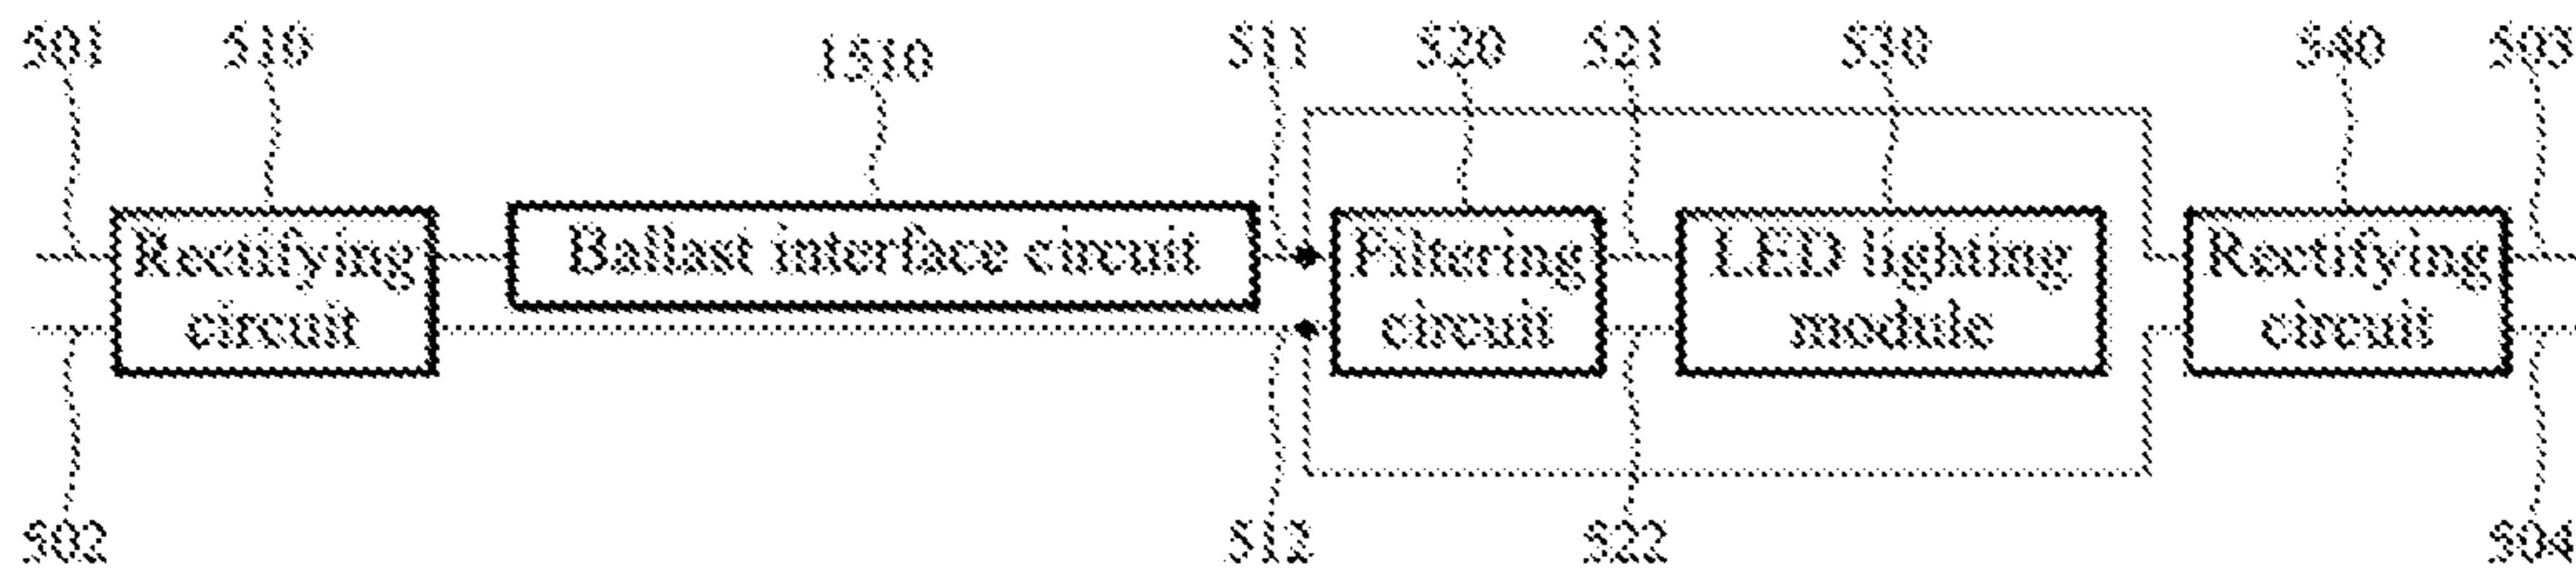 501 510 1510 511 520 521 530 540 503
Rectifying circuit
Ballast interface circuit
Filtering circuit
LED lighting module
Rectifying circuit
502 512 522 504